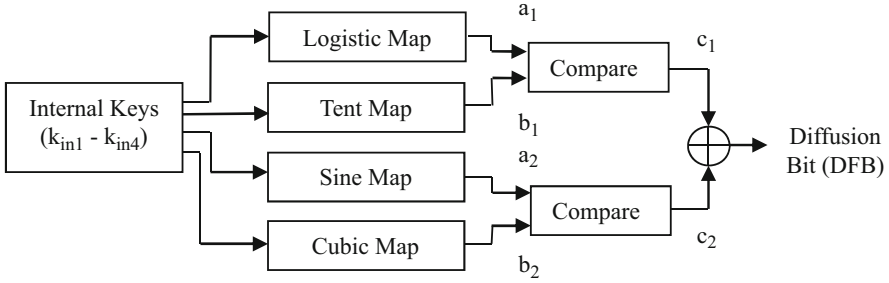 a₁
Logistic Map
c₁
Compare
Internal Keys
(kᵢₙ₁ - kᵢₙ₄)
Tent Map
b₁
a₂
Diffusion
Bit (DFB)
Sine Map
Compare
Cubic Map
c₂
b₂